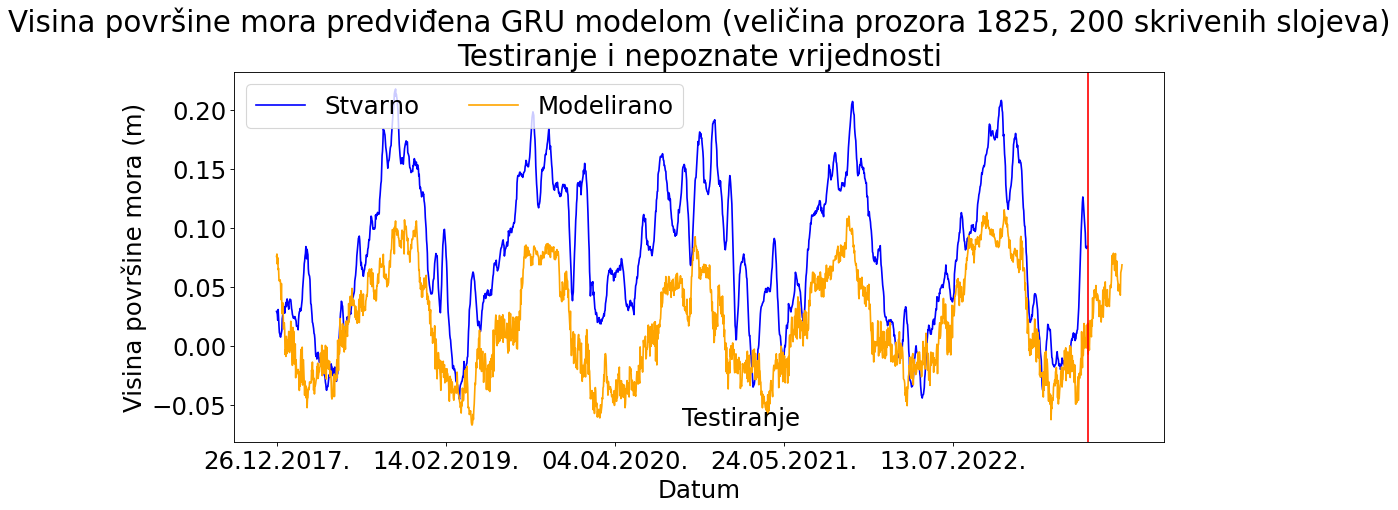 Visina površine mora predviđena GRU modelom (veličina prozora 1825, 200 skrivenih slojeva)
Testiranje i nepoznate vrijednosti
Stvarno
Modelirano
Visina površine mora (m)
0.20
0.15
0.10
0.05
0.00
−0.05
Testiranje
26.12.2017.
14.02.2019.
04.04.2020.
24.05.2021.
13.07.2022.
Datum